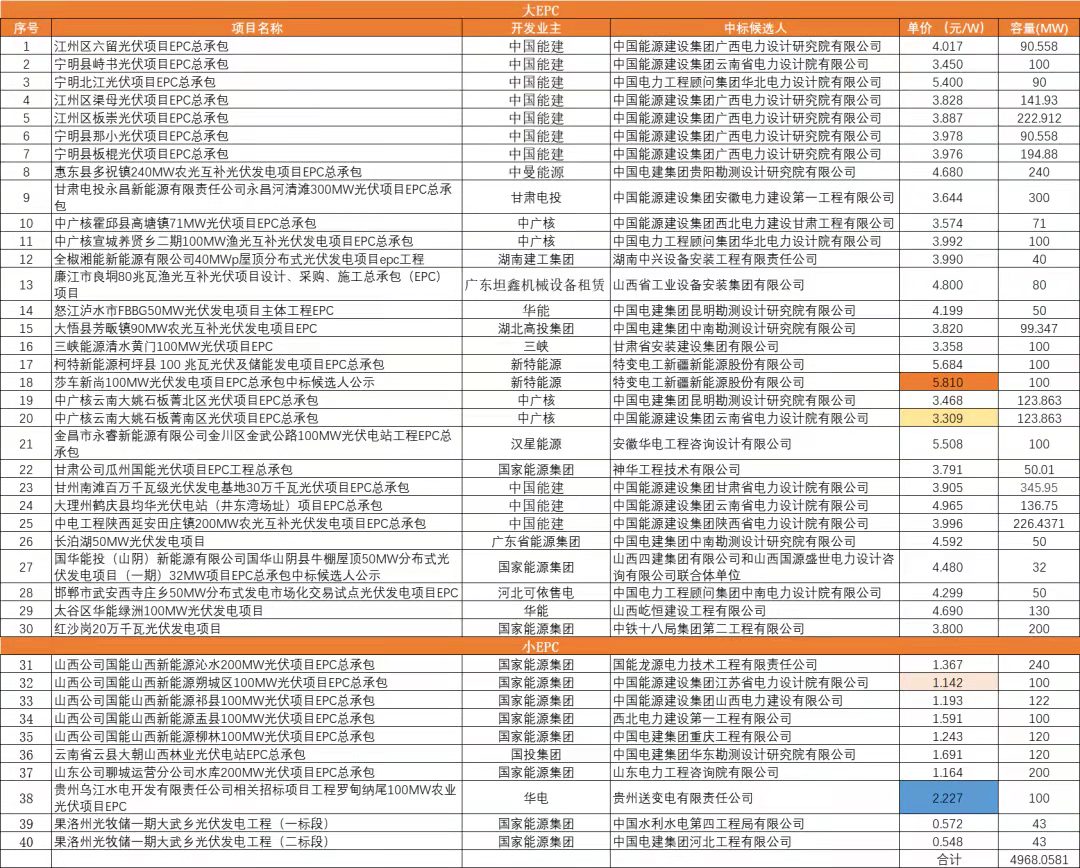 大EPC
序号 项目名称 开发业主 中标候选人 单价 （元/W） 容量(MW)
1 江州区六留光伏项目EPC总承包 中国能建 中国能源建设集团广西电力设计研究院有限公司 4.017 90.558
2 宁明县峙书光伏项目EPC总承包 中国能建 中国能源建设集团云南省电力设计院有限公司 3.450 100
3 宁明北江光伏项目EPC总承包 中国能建 中国电力工程顾问集团华北电力设计院有限公司 5.400 90
4 江州区渠母光伏项目EPC总承包 中国能建 中国能源建设集团广西电力设计研究院有限公司 3.828 141.93
5 江州区板崇光伏项目EPC总承包 中国能建 中国能源建设集团广西电力设计研究院有限公司 3.887 222.912
6 宁明县那小光伏项目EPC总承包 中国能建 中国能源建设集团广西电力设计研究院有限公司 3.978 90.558
7 宁明县板棍光伏项目EPC总承包 中国能建 中国能源建设集团广西电力设计研究院有限公司 3.976 194.88
8 惠东县多祝镇240MW农光互补光伏发电项目EPC总承包 中曼能源 中国电建集团贵阳勘测设计研究院有限公司 4.680 240
9 甘肃电投永昌新能源有限责任公司永昌河清滩300MW光伏项目EPC总承
包 甘肃电投 中国能源建设集团安徽电力建设第一工程有限公司 3.644 300
10 中广核霍邱县高塘镇71MW光伏项目EPC总承包 中广核 中国能源建设集团西北电力建设甘肃工程有限公司 3.574 71
11 中广核宣城养贤乡二期100MW渔光互补光伏发电项目EPC总承包 中广核 中国电力工程顾问集团华北电力设计院有限公司 3.992 100
12 全椒湘能新能源有限公司40MWp屋顶分布式光伏发电项目epc工程 湖南建工集团 湖南中兴设备安装工程有限责任公司 3.990 40
13 廉江市良垌80兆瓦渔光互补光伏项目设计、采购、施工总承包（EPC）
项目 广东坦鑫机械设备租赁 山西省工业设备安装集团有限公司 4.800 80
14 怒江泸水市FBBG50MW光伏发电项目主体工程EPC 华能 中国电建集团昆明勘测设计研究院有限公司 4.199 50
15 大悟县芳畈镇90MW农光互补光伏发电项目EPC 湖北高投集团 中国电建集团中南勘测设计研究院有限公司 3.820 99.347
16 三峡能源清水黄门100MW光伏项目EPC 三峡 甘肃省安装建设集团有限公司 3.358 100
17 柯特新能源柯坪县 100 兆瓦光伏及储能发电项目EPC总承包 新特能源 特变电工新疆新能源股份有限公司 5.684 100
18 莎车新尚100MW光伏发电项目EPC总承包中标候选人公示 新特能源 特变电工新疆新能源股份有限公司 5.810 100
19 中广核云南大姚石板菁北区光伏项目EPC总承包 中广核 中国电建集团昆明勘测设计研究院有限公司 3.468 123.863
20 中广核云南大姚石板菁南区光伏项目EPC总承包 中广核 中国能源建设集团云南省电力设计院有限公司 3.309 123.863
21 金昌市永睿新能源有限公司金川区金武公路100MW光伏电站工程EPC总
承包 汉星能源 安徽华电工程咨询设计有限公司 5.508 100
22 甘肃公司瓜州国能光伏项目EPC工程总承包 国家能源集团 神华工程技术有限公司 3.791 50.01
23 甘州南滩百万千瓦级光伏发电基地30万千瓦光伏项目EPC总承包 中国能建 中国能源建设集团甘肃省电力设计院有限公司 3.905 345.95
24 大理州鹤庆县均华光伏电站（井东湾场址）项目EPC总承包 中国能建 中国能源建设集团云南省电力设计院有限公司 4.965 136.75
25 中电工程陕西延安田庄镇200MW农光互补光伏发电项目EPC总承包 中国能建 中国能源建设集团陕西省电力设计院有限公司 3.996 226.4371
26 长泊湖50MW光伏发电项目 广东省能源集团 中国电建集团中南勘测设计研究院有限公司 4.592 50
27 国华能投（山阴）新能源有限公司国华山阴县牛棚屋顶50MW分布式光
伏发电项目（一期）32MW项目EPC总承包中标候选人公示 国家能源集团 山西四建集团有限公司和山西国源盛世电力设计咨
询有限公司联合体单位 4.480 32
28 邯郸市武安西寺庄乡50MW分布式发电市场化交易试点光伏发电项目EPC 河北可依售电 中国电力工程顾问集团中南电力设计院有限公司 4.299 50
29 太谷区华能绿洲100MW光伏发电项目 华能 山西屹恒建设工程有限公司 4.690 130
30 红沙岗20万千瓦光伏发电项目 国家能源集团 中铁十八局集团第二工程有限公司 3.800 200
小EPC
31 山西公司国能山西新能源沁水200MW光伏项目EPC总承包 国家能源集团 国能龙源电力技术工程有限责任公司 1.367 240
32 山西公司国能山西新能源朔城区100MW光伏项目EPC总承包 国家能源集团 中国能源建设集团江苏省电力设计院有限公司 1.142 100
33 山西公司国能山西新能源祁县100MW光伏项目EPC总承包 国家能源集团 中国能源建设集团山西电力建设有限公司 1.193 122
34 山西公司国能山西新能源盂县100MW光伏项目EPC总承包 国家能源集团 西北电力建设第一工程有限公司 1.591 100
35 山西公司国能山西新能源柳林100MW光伏项目EPC总承包 国家能源集团 中国电建集团重庆工程有限公司 1.243 120
36 云南省云县大朝山西林业光伏电站EPC总承包 国投集团 中国电建集团华东勘测设计研究院有限公司 1.691 120
37 山东公司聊城运营分公司水库200MW光伏项目EPC总承包 国家能源集团 山东电力工程咨询院有限公司 1.164 200
38 贵州乌江水电开发有限责任公司相关招标项目工程罗甸纳尾100MW农业
光伏项目EPC 华电 贵州送变电有限责任公司 2.227 100
39 果洛州光牧储一期大武乡光伏发电工程（一标段） 国家能源集团 中国水利水电第四工程局有限公司 0.572 43
40 果洛州光牧储一期大武乡光伏发电工程（二标段） 国家能源集团 中国电建集团河北工程有限公司 0.548 43
合计 4968.0581